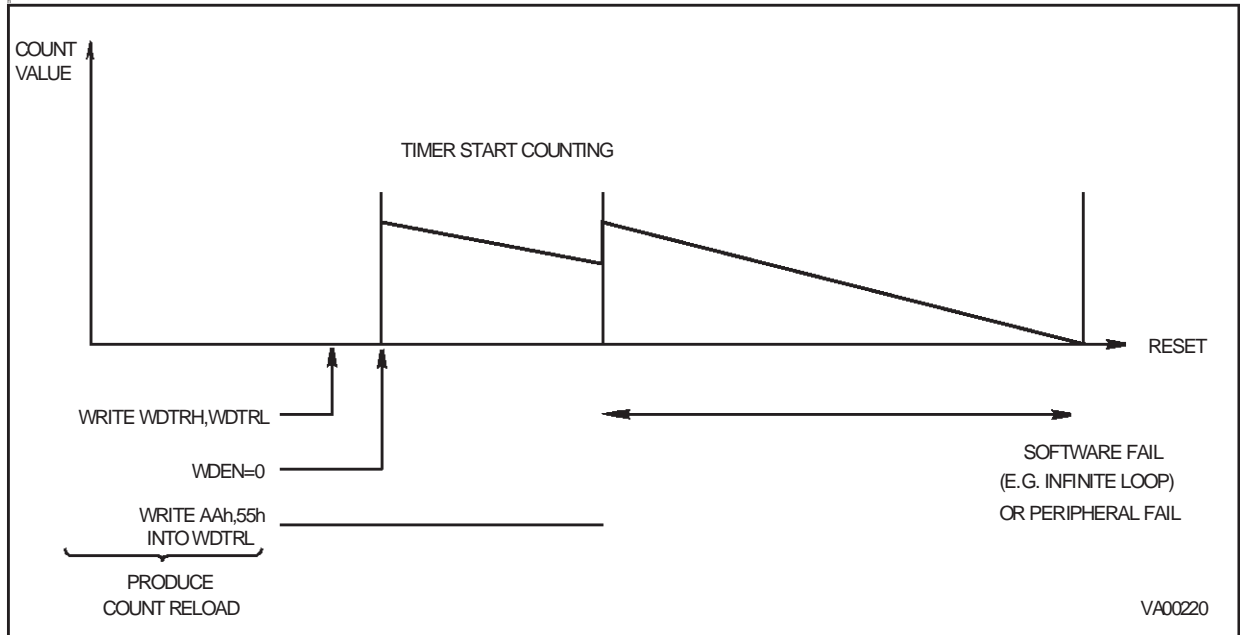 COUNT
VALUE
TIMER START COUNTING
RESET
WRITE WDTRH,WDTRL
WDEN=0
WRITE AAh,55h
INTO WDTRL
PRODUCE
COUNT RELOAD
SOFTWARE FAIL
(E.G. INFINITE LOOP)
OR PERIPHERAL FAIL
VA00220